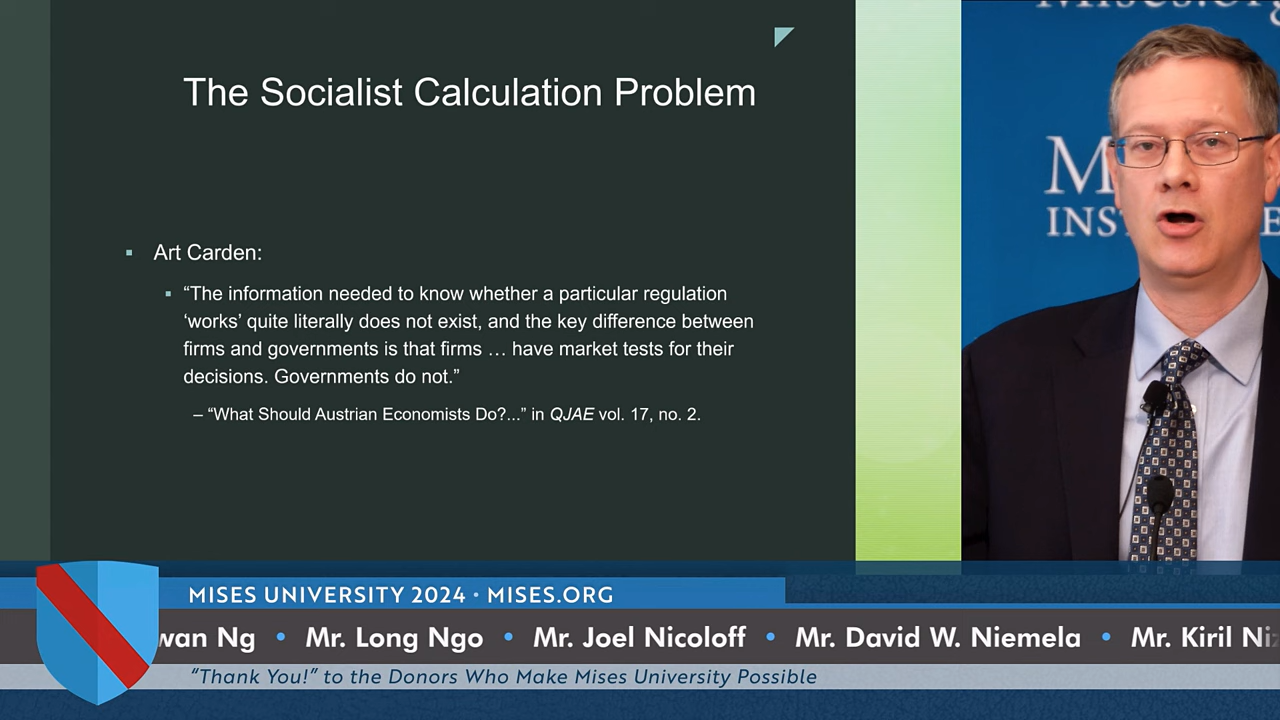 The Socialist Calculation Problem
▪ Art Carden:
▪ “The information needed to know whether a particular regulation
‘works’ quite literally does not exist, and the key difference between
firms and governments is that firms … have market tests for their
decisions. Governments do not.”
– “What Should Austrian Economists Do?...” in QJAE vol. 17, no. 2.
MISES UNIVERSITY 2024 • MISES.ORG
Ng • Mr. Long Ngo • Mr. Joel Nicoloff • Mr. David W. Niemela • Mr. Kiril
“Thank You!” to the Donors Who Make Mises University Possible